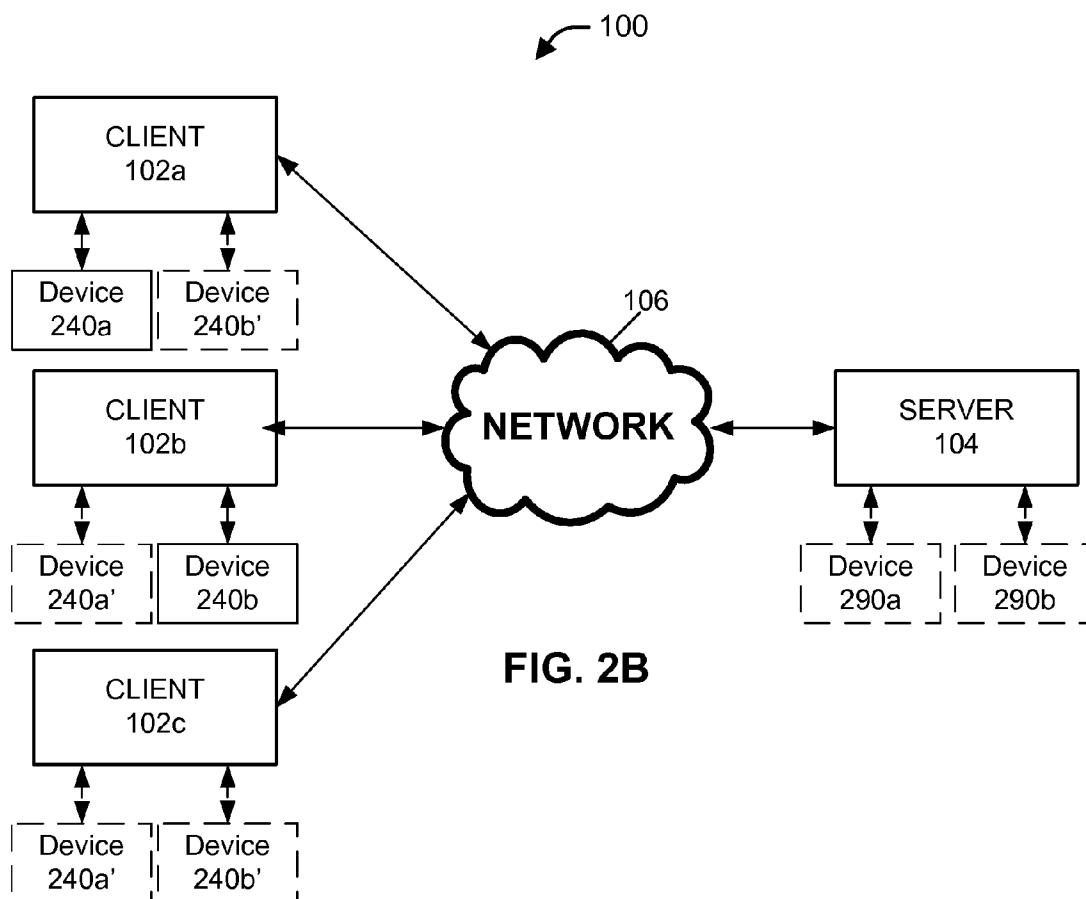 100
CLIENT
102a
Device
240a
Device
240b’
106
CLIENT
102b
NETWORK
SERVER
104
Device
240a’
Device
240b
Device
290a
Device
290b
CLIENT
102c
FIG. 2B
Device
240a’
Device
240b’